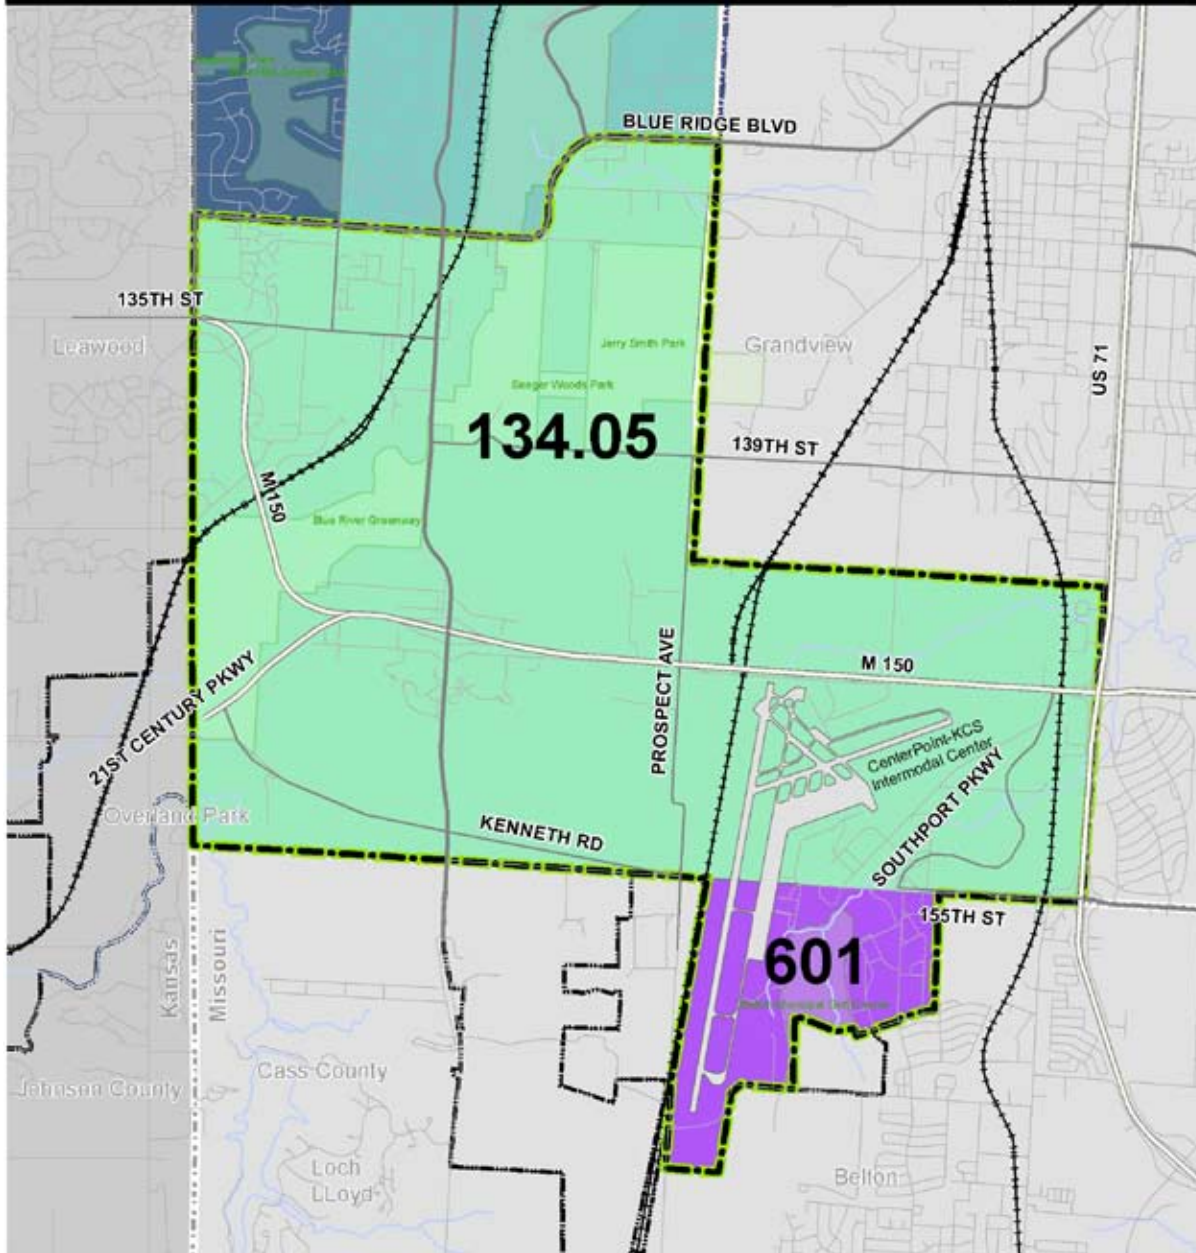 BLUE RIDGE BLVD
135TH ST
Leawood
Jerry Smith Park
Grandview
US 71
Saeger Woods Park
134.05
139TH ST
M 150
Blue River Greenway
PROSPECT AVE
M 150
21ST CENTURY PKWY
CenterPoint-KCS
Intermodal Center
SOUTHPORT PKWY
Overland Park
KENNETH RD
155TH ST
601
Kansas
Missouri
Cass County
Johnson County
Loch
LLoyd
Belton